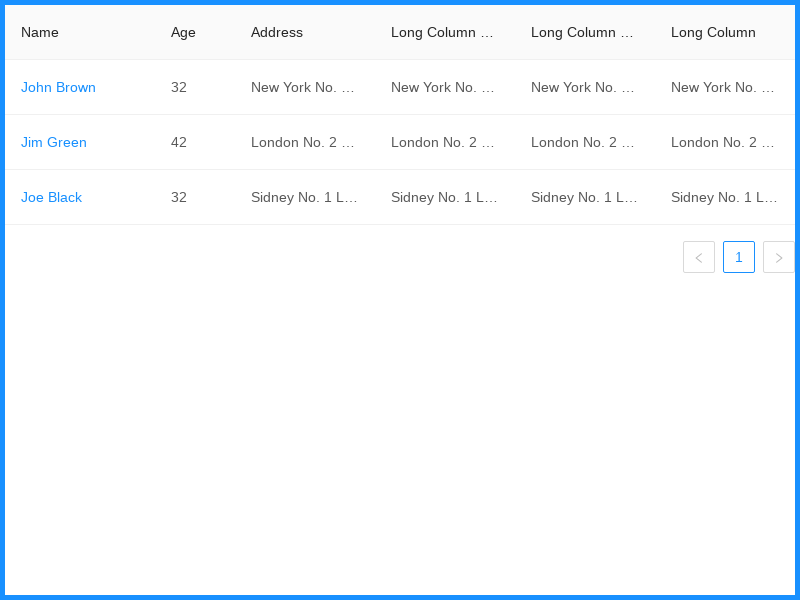 Name Age Address Long Column … Long Column … Long Column
John Brown 32 New York No. … New York No. … New York No. … New York No. …
Jim Green 42 London No. 2 … London No. 2 … London No. 2 … London No. 2 …
Joe Black 32 Sidney No. 1 L… Sidney No. 1 L… Sidney No. 1 L… Sidney No. 1 L…
1